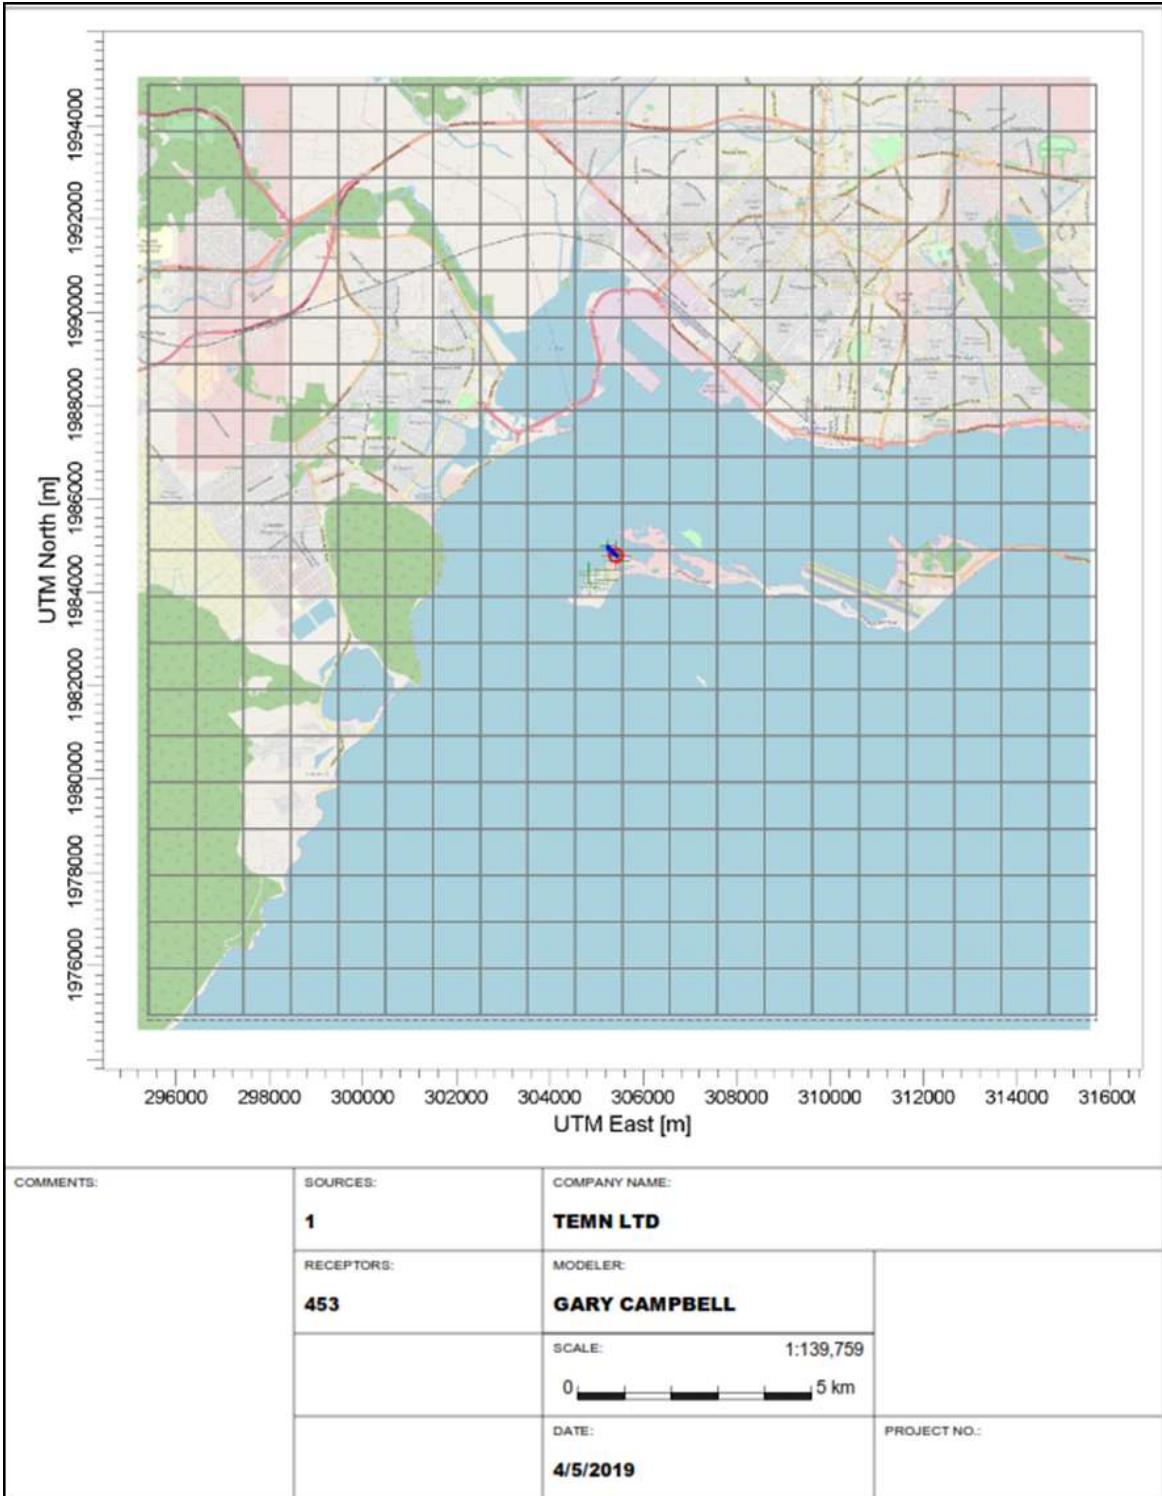 UTM North [m]
1994000
1992000
1990000
1988000
1986000
1984000
1982000
1980000
1978000
1976000
296000 298000 300000 302000 304000 306000 308000 310000 312000 314000 31600
UTM East [m]
COMMENTS:
SOURCES:
1
COMPANY NAME:
TEMN LTD
RECEPTORS:
453
MODELER:
GARY CAMPBELL
SCALE:
1:139,759
0 5 km
DATE:
4/5/2019
PROJECT NO.: